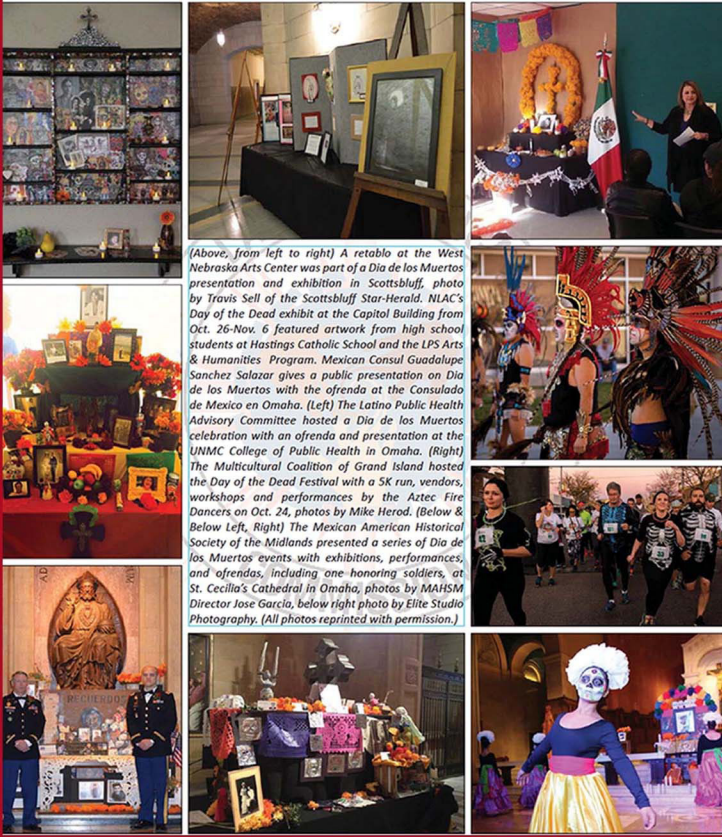 (Above, from left to right) A retablo at the West
Nebraska Arts Center was part of a Dia de los Muertos
presentation and exhibition in Scottsbluff, photo
by Travis Sell of the Scottsbluff Star-Herald. NLAC's
Day of the Dead exhibit at the Capitol Building from
Oct. 26-Nov. 6 featured artwork from high school
students at Hastings Catholic School and the LPS Arts
& Humanities Program. Mexican Consul Guadalupe
Sanchez Salazar gives a public presentation on Dia
de los Muertos with the ofrenda at the Consulado
de Mexico en Omaha. (Left) The Latino Public Health
Advisory Committee hosted a Dia de los Muertos
celebration with an ofrenda and presentation at the
UNMC College of Public Health in Omaha. (Right)
The Multicultural Coalition of Grand Island hosted
the Day of the Dead Festival with a 5K run, vendors,
workshops and performances by the Aztec Fire
Dancers on Oct. 24, photos by Mike Herod. (Below &
Below Left, Right) The Mexican American Historical
Society of the Midlands presented a series of Dia de
los Muertos events with exhibitions, performances,
and ofrendas, including one honoring soldiers, at
St. Cecilia's Cathedral in Omaha, photos by MAHSM
Director Jose Garcia, below right photo by Elite Studio
Photography. (All photos reprinted with permission.)
RECUERDOS